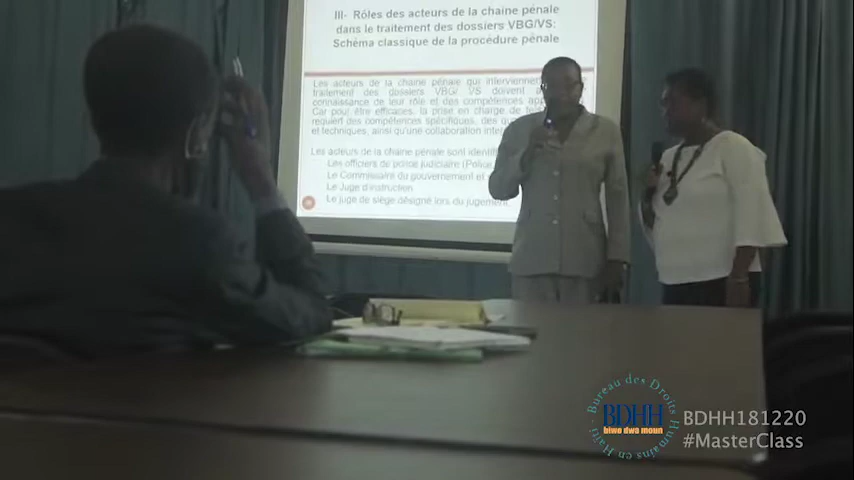 III- Rôles des acteurs de la chaine pénale
dans le traitement des dossiers VBG/VS:
Schéma classique de la procédure pénale
Les acteurs de la chaine pénale qui
traitement des dossiers VBG/ VS doivent
connaissance de leur rôle et des compétences
Car pour être efficaces, la prise en charge de
requiert des compétences spécifiques, des
et techniques, ainsi qu'une collaboration
Les acteurs de la chaine pénale sont
Les officiers de police judiciaire (Police
Le Commissaire du gouvernement et
Le Juge d'instruction
Le juge de siège désigné lors du jugement
Bureau des Droits Humains en Haïti
BDHH
biwo dwa moun
BDHH181220
#MasterClass